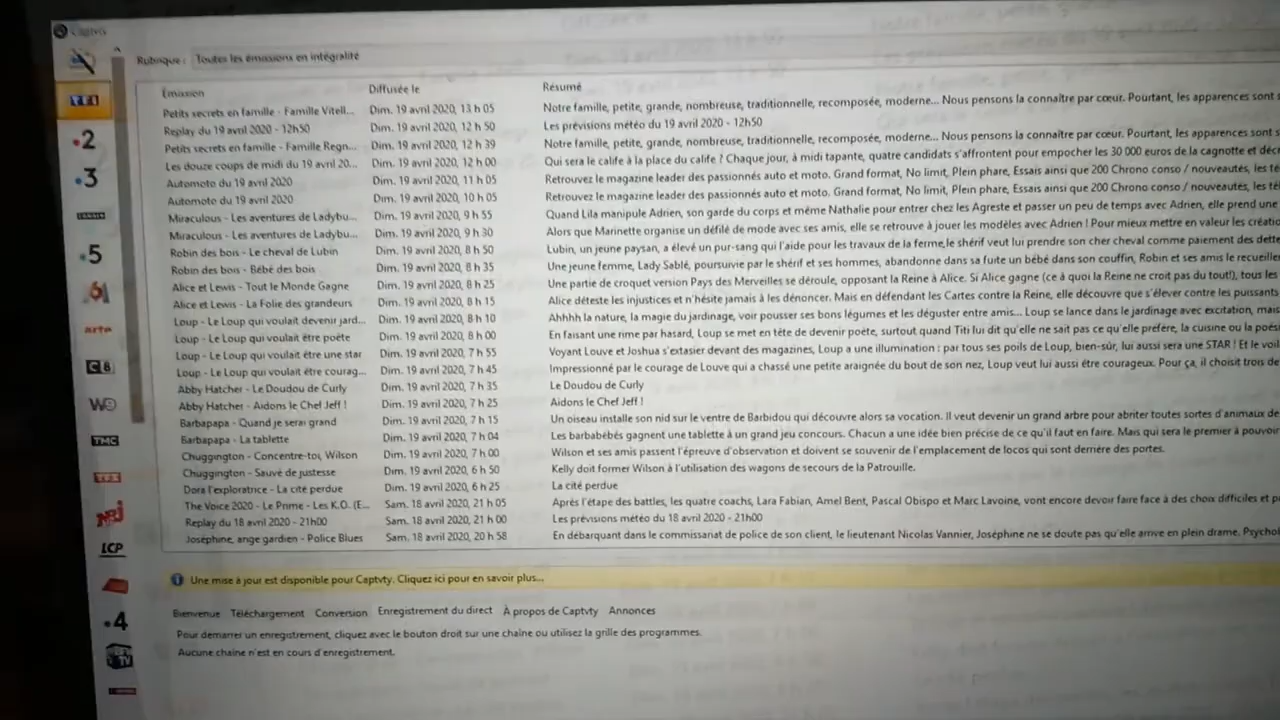 Captvty
Rubrique : Toutes les émissions en intégralité
Émission Diffusée le Résumé
Petits secrets en famille - Famille Vitell... Dim. 19 avril 2020, 13 h 05 Notre famille, petite, grande, nombreuse, traditionnelle, recomposée, moderne... Nous pensons la connaître par cœur. Pourtant, les apparences sont
Replay du 19 avril 2020 - 12h50 Dim. 19 avril 2020, 12 h 50 Les prévisions météo du 19 avril 2020 - 12h50
Petits secrets en famille - Famille Regn... Dim. 19 avril 2020, 12 h 39 Notre famille, petite, grande, nombreuse, traditionnelle, recomposée, moderne... Nous pensons la connaître par cœur. Pourtant, les apparences sont
Les douze coups de midi du 19 avril 20... Dim. 19 avril 2020, 12 h 00 Qui sera le calife à la place du calife ? Chaque jour, à midi tapante, quatre candidats s'affrontent pour empocher les 30 000 euros de la cagnotte et
Automoto du 19 avril 2020 Dim. 19 avril 2020, 11 h 05 Retrouvez le magazine leader des passionnés auto et moto. Grand format, No limit, Plein phare, Essais ainsi que 200 Chrono conso / nouveautés, les
Automoto du 19 avril 2020 Dim. 19 avril 2020, 10 h 05 Retrouvez le magazine leader des passionnés auto et moto. Grand format, No limit, Plein phare, Essais ainsi que 200 Chrono conso / nouveautés, les
Miraculous - Les aventures de Ladybu... Dim. 19 avril 2020, 9 h 55 Quand Lila manipule Adrien, son garde du corps et même Nathalie pour entrer chez les Agreste et passer un peu de temps avec Adrien, elle prend une
Miraculous - Les aventures de Ladybu... Dim. 19 avril 2020, 9 h 30 Alors que Marinette organise un défilé de mode avec ses amis, elle se retrouve à jouer les modèles avec Adrien ! Pour mieux mettre en valeur les
Robin des bois - Le cheval de Lubin Dim. 19 avril 2020, 8 h 50 Lubin, un jeune paysan, a élevé un pur-sang qui l'aide pour les travaux de la ferme,le shérif veut lui prendre son cher cheval comme paiement des
Robin des bois - Bébé des bois Dim. 19 avril 2020, 8 h 35 Une jeune femme, Lady Sablé, poursuivie par le shérif et ses hommes, abandonne dans sa fuite un bébé dans son couffin, Robin et ses amis le
Alice et Lewis - Tout le Monde Gagne Dim. 19 avril 2020, 8 h 25 Une partie de croquet version Pays des Merveilles se déroule, opposant la Reine à Alice. Si Alice gagne (ce à quoi la Reine ne croit pas du tout!), tous les
Alice et Lewis - La Folie des grandeurs Dim. 19 avril 2020, 8 h 15 Alice déteste les injustices et n'hésite jamais à les dénoncer. Mais en défendant les Cartes contre la Reine, elle découvre que s'élever contre les puissants
Loup - Le Loup qui voulait devenir jard... Dim. 19 avril 2020, 8 h 10 Ahhhh la nature, la magie du jardinage, voir pousser ses bons légumes et les déguster entre amis... Loup se lance dans le jardinage avec excitation, mais
Loup - Le Loup qui voulait être poète Dim. 19 avril 2020, 8 h 00 En faisant une rime par hasard, Loup se met en tête de devenir poète, surtout quand Titi lui dit qu'elle ne sait pas ce qu'elle préfère, la cuisine ou la
Loup - Le Loup qui voulait être une star Dim. 19 avril 2020, 7 h 55 Voyant Louve et Joshua s'extasier devant des magazines, Loup a une illumination : par tous ses poils de Loup, bien-sûr, lui aussi sera une STAR ! Et le
Loup - Le Loup qui voulait être courag... Dim. 19 avril 2020, 7 h 45 Impressionné par le courage de Louve qui a chassé une petite araignée du bout de son nez, Loup veut lui aussi être courageux. Pour ça, il choisit trois de
Abby Hatcher - Le Doudou de Curly Dim. 19 avril 2020, 7 h 35 Le Doudou de Curly
Abby Hatcher - Aidons le Chef Jeff ! Dim. 19 avril 2020, 7 h 25 Aidons le Chef Jeff !
Barbapapa - Quand je serai grand Dim. 19 avril 2020, 7 h 15 Un oiseau installe son nid sur le ventre de Barbidou qui découvre alors sa vocation. Il veut devenir un grand arbre pour abriter toutes sortes d'animaux de
Barbapapa - La tablette Dim. 19 avril 2020, 7 h 04 Les barbabébés gagnent une tablette à un grand jeu concours. Chacun a une idée bien précise de ce qu'il faut en faire. Mais qui sera le premier à pouvoir
Chuggington - Concentre-toi, Wilson Dim. 19 avril 2020, 7 h 00 Wilson et ses amis passent l'épreuve d'observation et doivent se souvenir de l'emplacement de locos qui sont derrière des portes.
Chuggington - Sauvé de justesse Dim. 19 avril 2020, 6 h 50 Kelly doit former Wilson à l'utilisation des wagons de secours de la Patrouille.
Dora l'exploratrice - La cité perdue Dim. 19 avril 2020, 6 h 25 La cité perdue
The Voice 2020 - Le Prime - Les K.O. (E... Sam. 18 avril 2020, 21 h 05 Après l'étape des battles, les quatre coachs, Lara Fabian, Amel Bent, Pascal Obispo et Marc Lavoine, vont encore devoir faire face à des choix difficiles et
Replay du 18 avril 2020 - 21h00 Sam. 18 avril 2020, 21 h 00 Les prévisions météo du 18 avril 2020 - 21h00
Joséphine, ange gardien - Police Blues Sam. 18 avril 2020, 20 h 58 En débarquant dans le commissariat de police de son client, le lieutenant Nicolas Vannier, Joséphine ne se doute pas qu'elle arrive en plein drame.
Une mise à jour est disponible pour Captvty. Cliquez ici pour en savoir plus...
Bienvenue Téléchargement Conversion Enregistrement du direct À propos de Captvty Annonces
Pour démarrer un enregistrement, cliquez avec le bouton droit sur une chaîne ou utilisez la grille des programmes.
Aucune chaîne n'est en cours d'enregistrement.
TF1
2
3
5
6
arte
C8
W9
TMC
TFX
NRJ
LCP
4